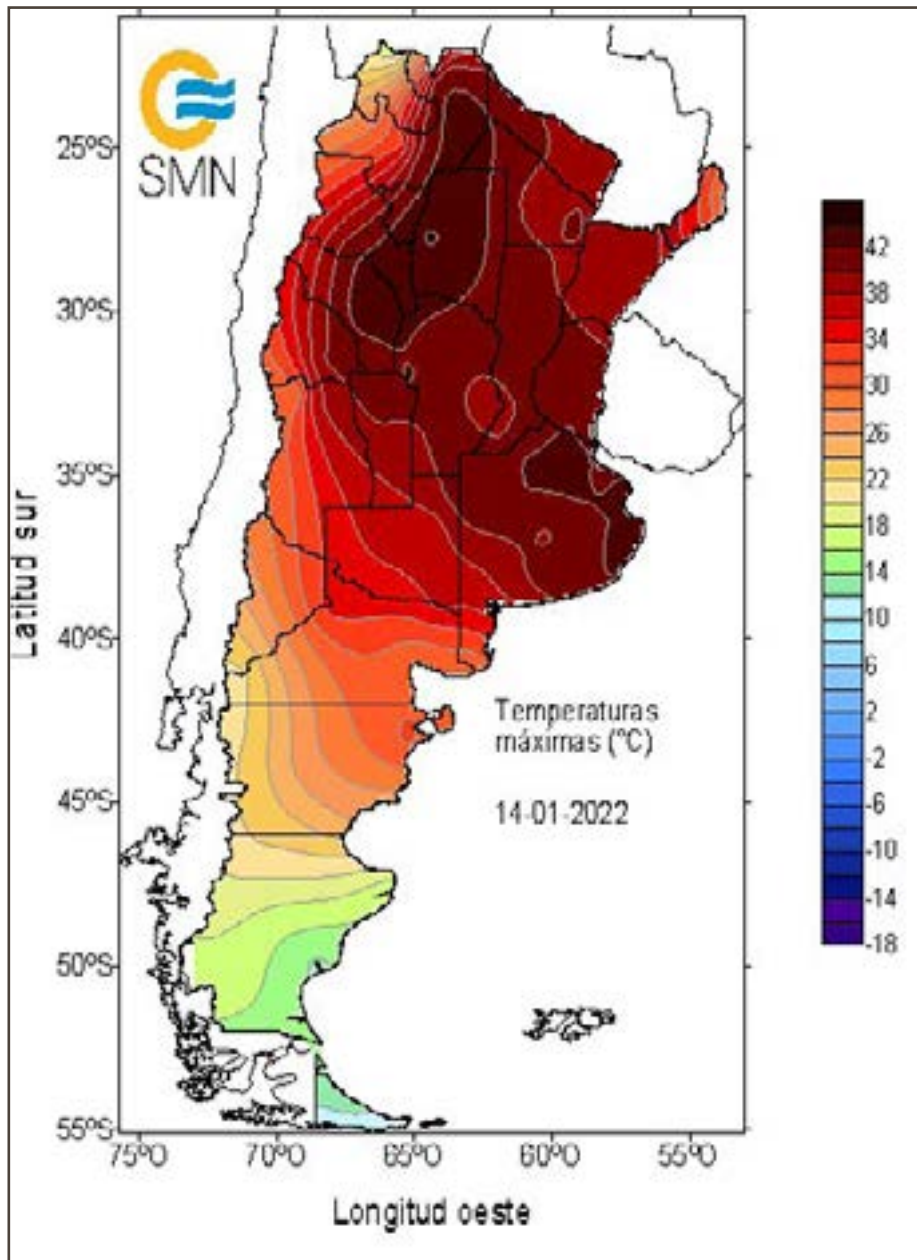 SMN
25ºS
30ºS
35ºS
40ºS
45ºS
50ºS
55ºS
Latitud sur
75ºO
70ºO
65ºO
60ºO
55ºO
Longitud oeste
Temperaturas
máximas (ºC)
14-01-2022
42
38
34
30
26
22
18
14
10
6
2
-2
-6
-10
-14
-18